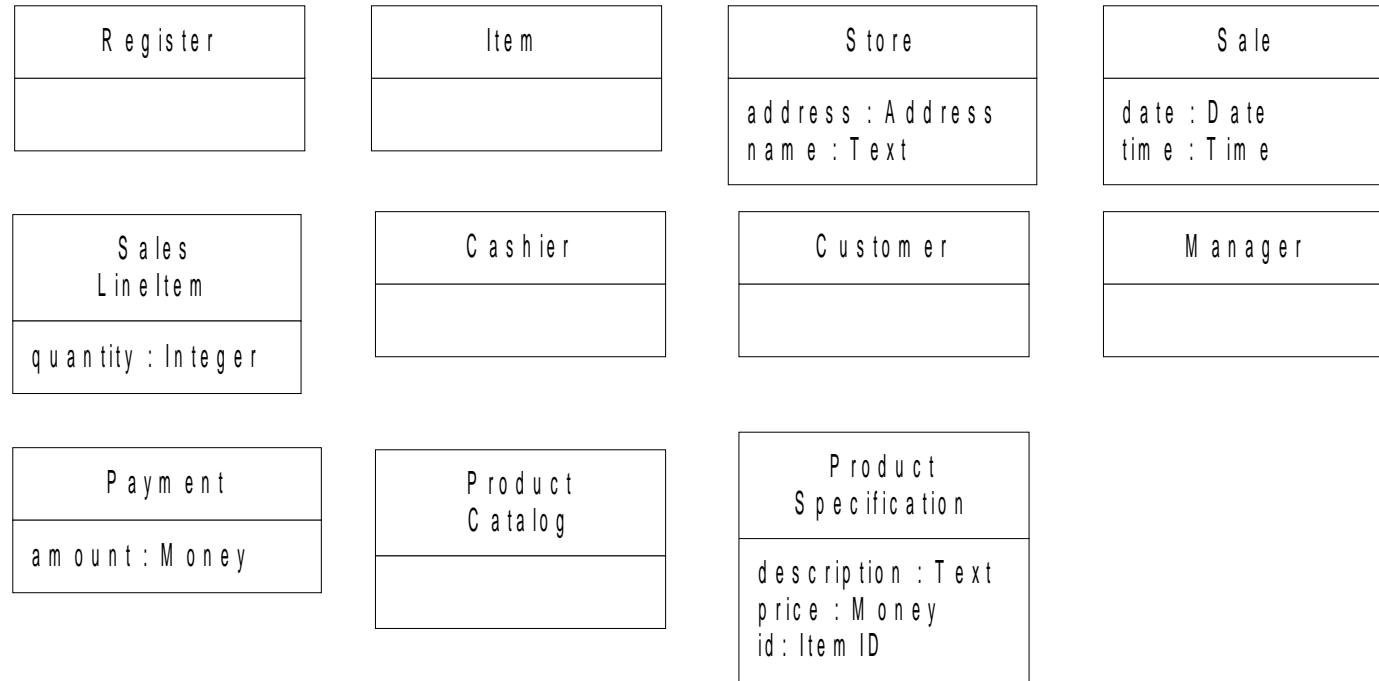 Register
Item
Store
address : Address
name : Text
Sale
date : Date
time : Time
Sales
LineItem
quantity : Integer
Cashier
Customer
Manager
Payment
amount : Money
Product
Catalog
Product
Specification
description : Text
price : Money
id : Item ID